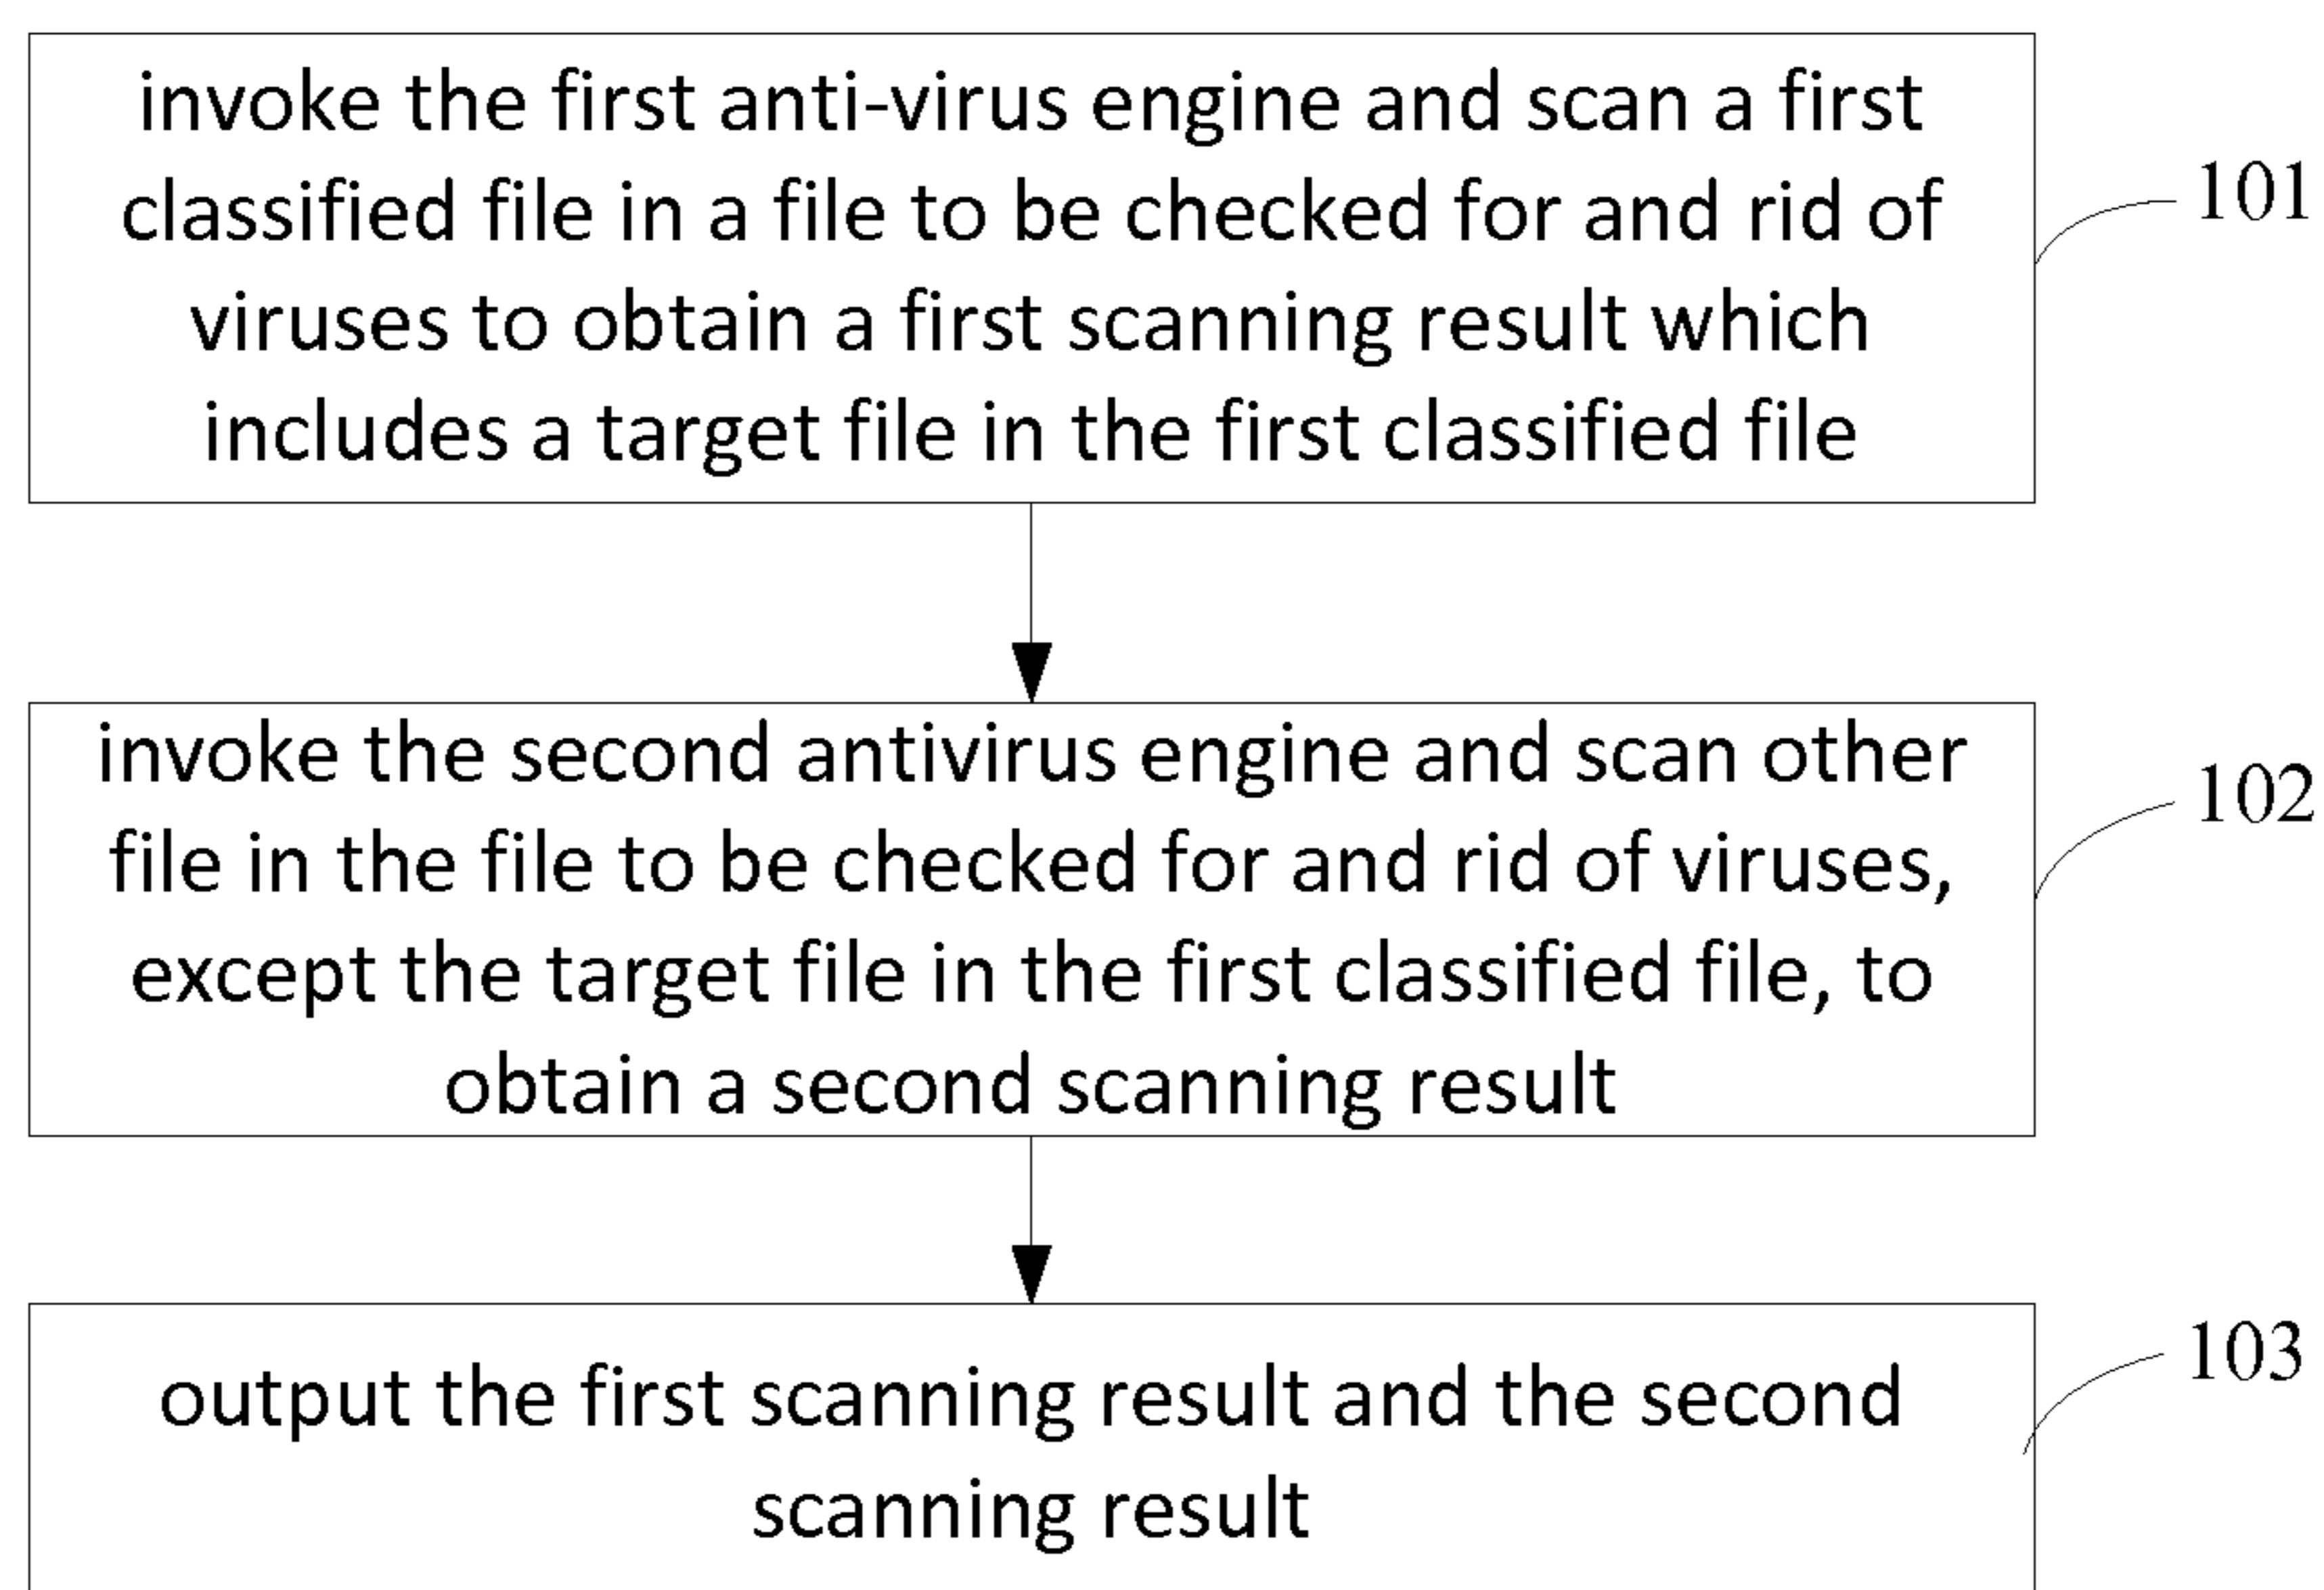 invoke the first anti-virus engine and scan a first
classified file in a file to be checked for and rid of
viruses to obtain a first scanning result which
includes a target file in the first classified file
101
invoke the second antivirus engine and scan other
file in the file to be checked for and rid of viruses,
except the target file in the first classified file, to
obtain a second scanning result
102
output the first scanning result and the second
scanning result
103